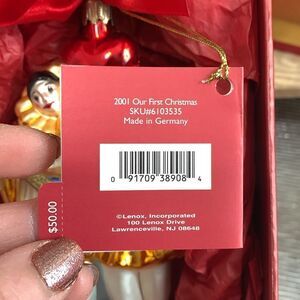 2001 Our First Christmas
SKU#6103535
Made in Germany
0 91709 38908 4
$50.00
©Lenox, Incorporated
100 Lenox Drive
Lawrenceville, NJ 08648